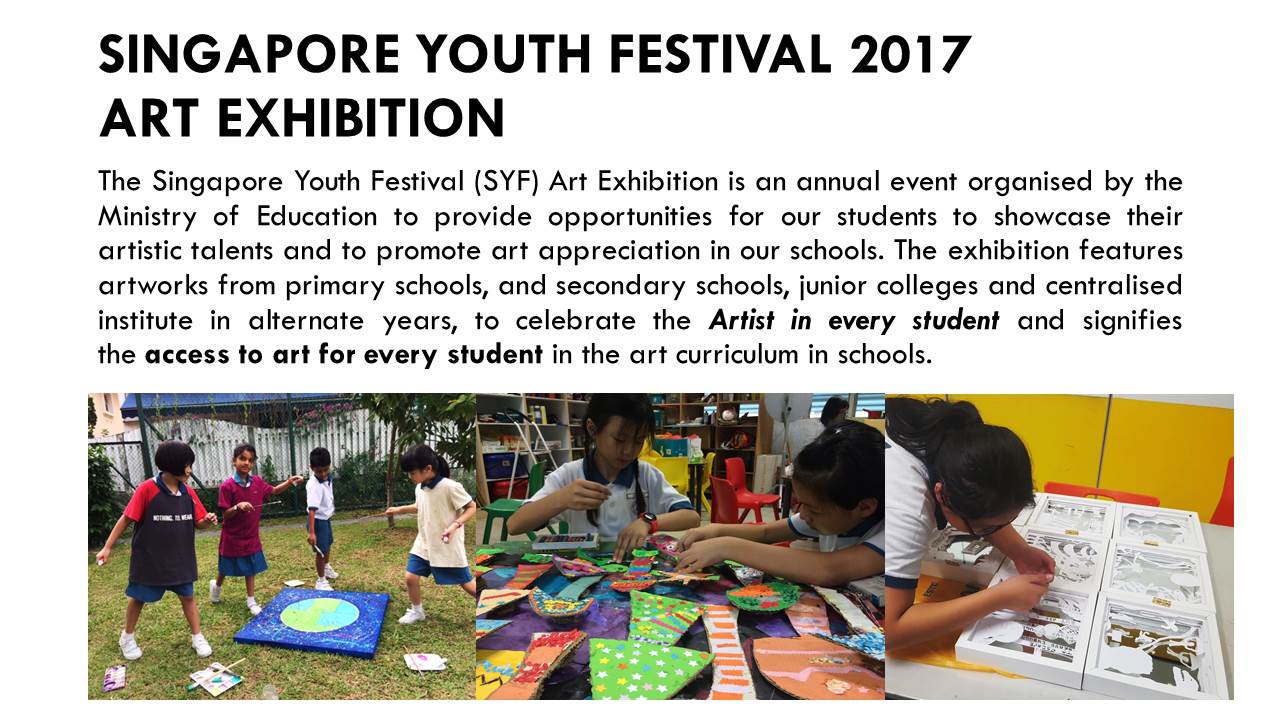 SINGAPORE YOUTH FESTIVAL 2017
ART EXHIBITION
The Singapore Youth Festival (SYF) Art Exhibition is an annual event organised by the
Ministry of Education to provide opportunities for our students to showcase their
artistic talents and to promote art appreciation in our schools. The exhibition features
artworks from primary schools, and secondary schools, junior colleges and centralised
institute in alternate years, to celebrate the Artist in every student and signifies
the access to art for every student in the art curriculum in schools.
NOTHING. TO. WEAR.